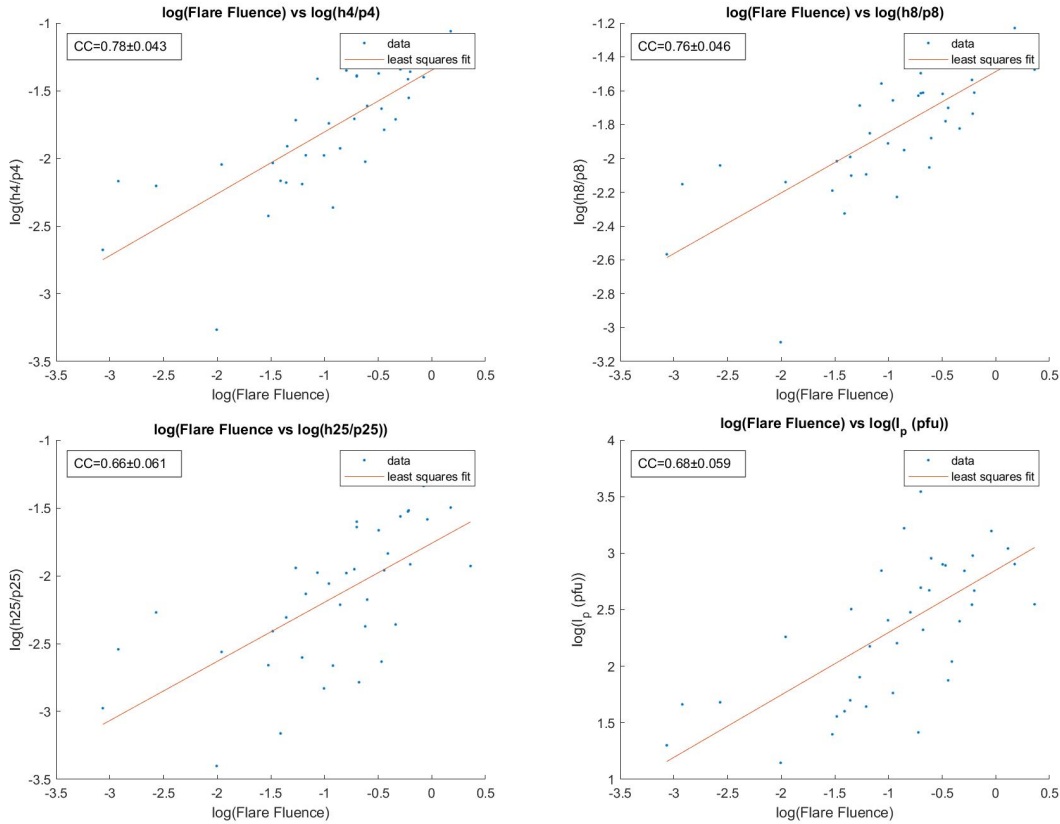 log(Flare Fluence) vs log(h4/p4)
CC=0.78±0.043
data
least squares fit
-1
-1.5
-2
-2.5
-3
-3.5
log(h4/p4)
-3.5 -3 -2.5 -2 -1.5 -1 -0.5 0 0.5
log(Flare Fluence)
log(Flare Fluence) vs log(h8/p8)
CC=0.76±0.046
data
least squares fit
-1.2
-1.4
-1.6
-1.8
-2
-2.2
-2.4
-2.6
-2.8
-3
-3.2
log(h8/p8)
-3.5 -3 -2.5 -2 -1.5 -1 -0.5 0 0.5
log(Flare Fluence)
log(Flare Fluence vs log(h25/p25))
CC=0.66±0.061
data
least squares fit
-1
-1.5
-2
-2.5
-3
-3.5
log(h25/p25)
-3.5 -3 -2.5 -2 -1.5 -1 -0.5 0 0.5
log(Flare Fluence)
log(Flare Fluence) vs log(I_p (pfu))
CC=0.68±0.059
data
least squares fit
4
3.5
3
2.5
2
1.5
1
log(I_p (pfu))
-3.5 -3 -2.5 -2 -1.5 -1 -0.5 0 0.5
log(Flare Fluence)